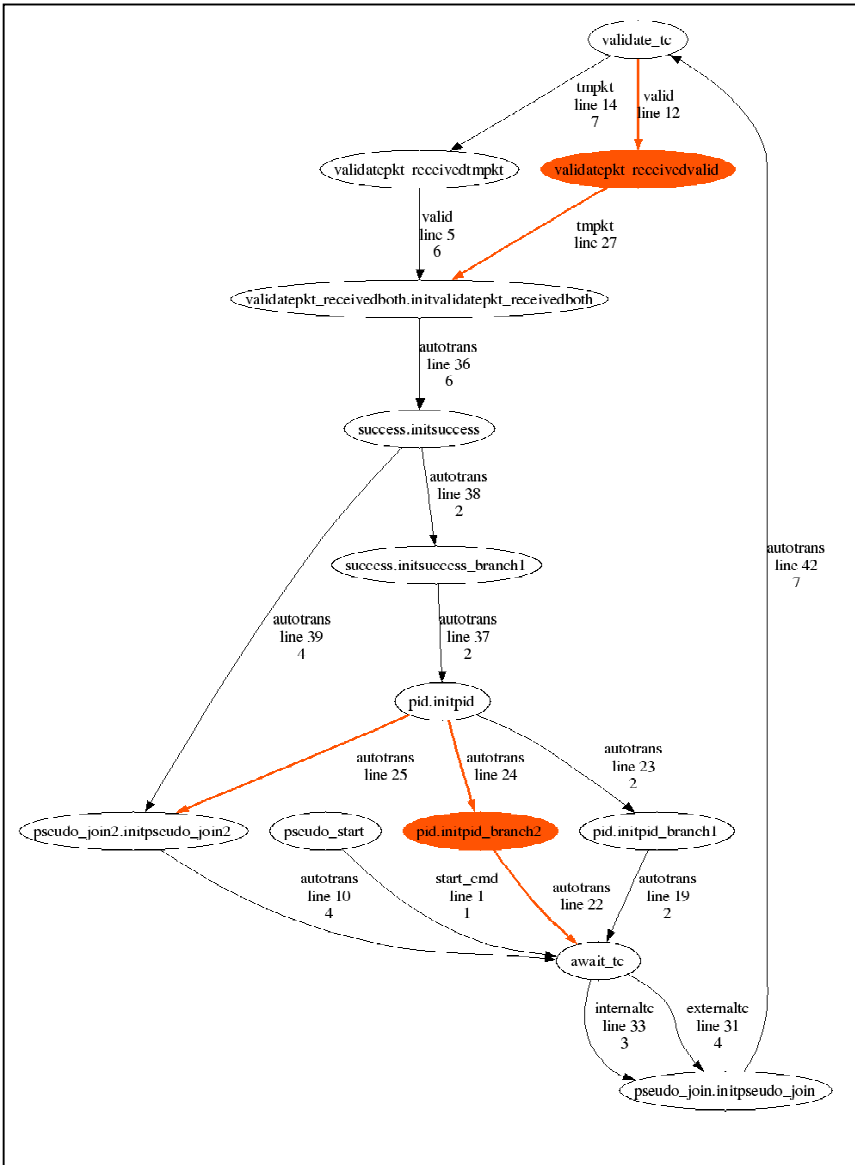 validate_tc
tmpkt
line 14
7
valid
line 12
validatepkt_receivedtmpkt
validatepkt_receivedvalid
valid
line 5
6
tmpkt
line 27
validatepkt_receivedboth.initvalidatepkt_receivedboth
autotrans
line 36
6
success.initsuccess
autotrans
line 38
2
autotrans
line 42
7
success.initsuccess_branch1
autotrans
line 39
4
autotrans
line 37
2
pid.initpid
autotrans
line 25
autotrans
line 24
autotrans
line 23
2
pseudo_join2.initpseudo_join2
pseudo_start
pid.initpid_branch2
pid.initpid_branch1
autotrans
line 10
4
start_cmd
line 1
1
autotrans
line 22
autotrans
line 19
2
await_tc
internaltc
line 33
3
externaltc
line 31
4
pseudo_join.initpseudo_join